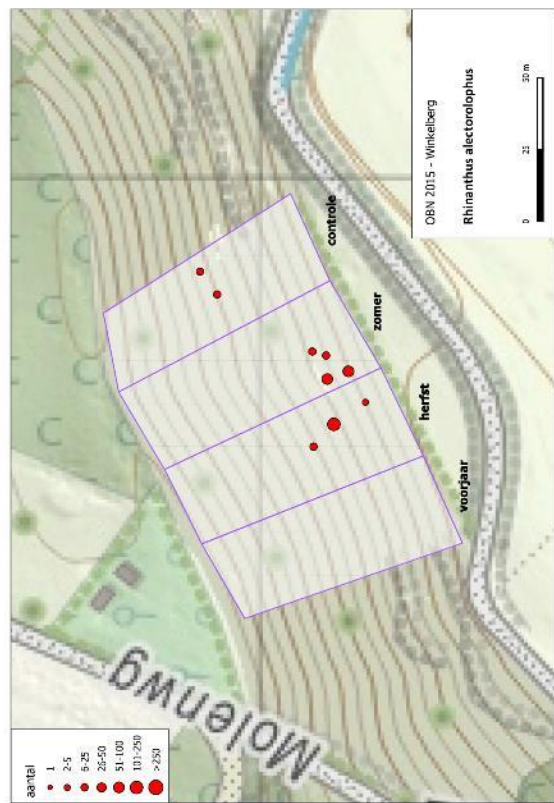 aantal
1
2-5
6-25
26-50
51-100
101-250
>250
Molenwg
voorjaar
herfst
zomer
controle
OBN 2015 - Winkelberg
Rhinanthus alectorolophus
0 25 50 m